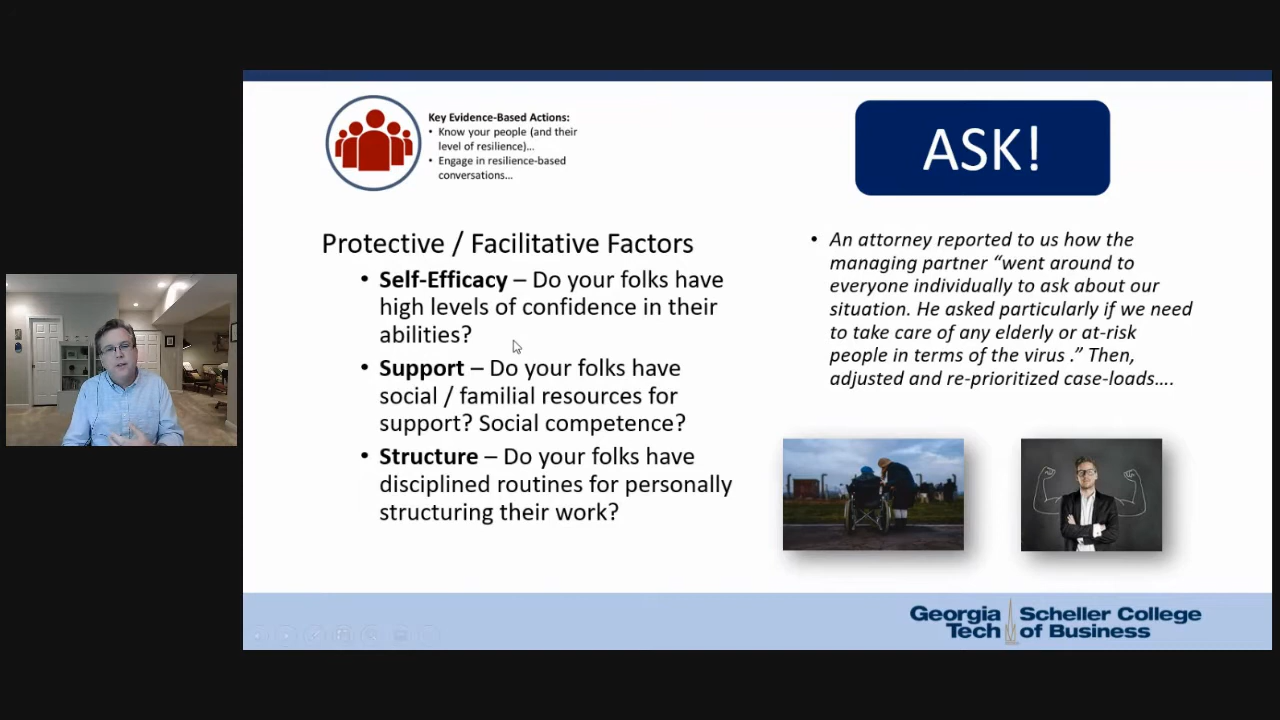 Key Evidence-Based Actions:
• Know your people (and their
level of resilience)…
• Engage in resilience-based
conversations…
ASK!
Protective / Facilitative Factors
• Self-Efficacy – Do your folks have
high levels of confidence in their
abilities?
• Support – Do your folks have
social / familial resources for
support? Social competence?
• Structure – Do your folks have
disciplined routines for personally
structuring their work?
• An attorney reported to us how the
managing partner “went around to
everyone individually to ask about our
situation. He asked particularly if we need
to take care of any elderly or at-risk
people in terms of the virus .” Then,
adjusted and re-prioritized case-loads….
Georgia
Tech
Scheller College
of Business